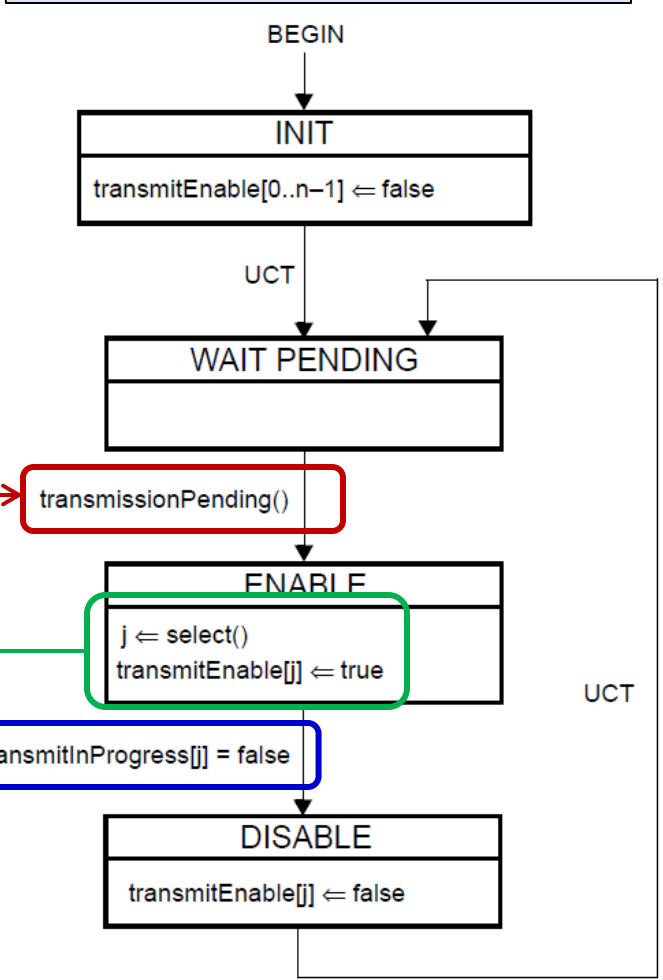 BEGIN
INIT
transmitEnable[0..n–1] ⇐ false
UCT
WAIT PENDING
transmissionPending()
ENABLE
j ⇐ select()
transmitEnable[j] ⇐ true
UCT
ansmitInProgress[j] = false
DISABLE
transmitEnable[j] ⇐ false